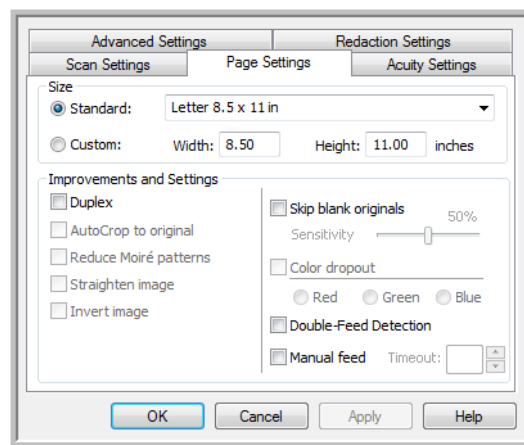 Advanced Settings Redaction Settings
Scan Settings Page Settings Acuity Settings
Size
Standard: Letter 8.5 x 11 in
Custom: Width: 8.50 Height: 11.00 inches
Improvements and Settings
Duplex
AutoCrop to original
Reduce Moiré patterns
Straighten image
Invert image
Skip blank originals 50%
Sensitivity
Color dropout
Red Green Blue
Double-Feed Detection
Manual feed Timeout:
OK Cancel Apply Help